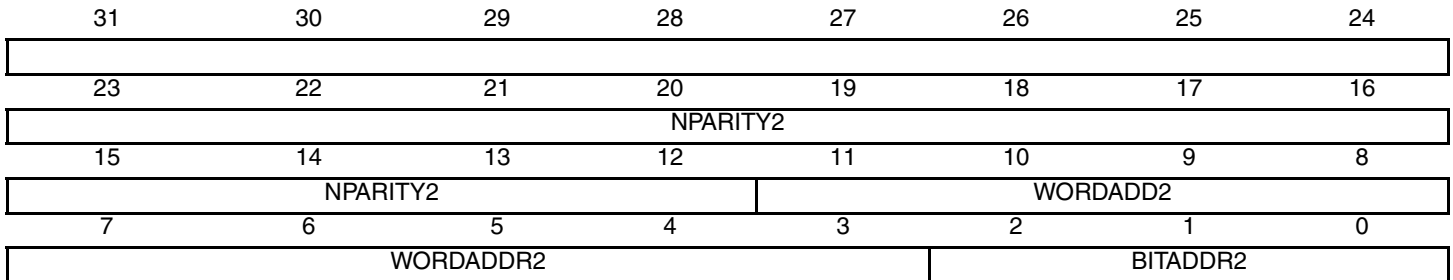 31 30 29 28 27 26 25 24
23 22 21 20 19 18 17 16
NPARITY2
15 14 13 12 11 10 9 8
NPARITY2 WORDADD2
7 6 5 4 3 2 1 0
WORDADDR2 BITADDR2